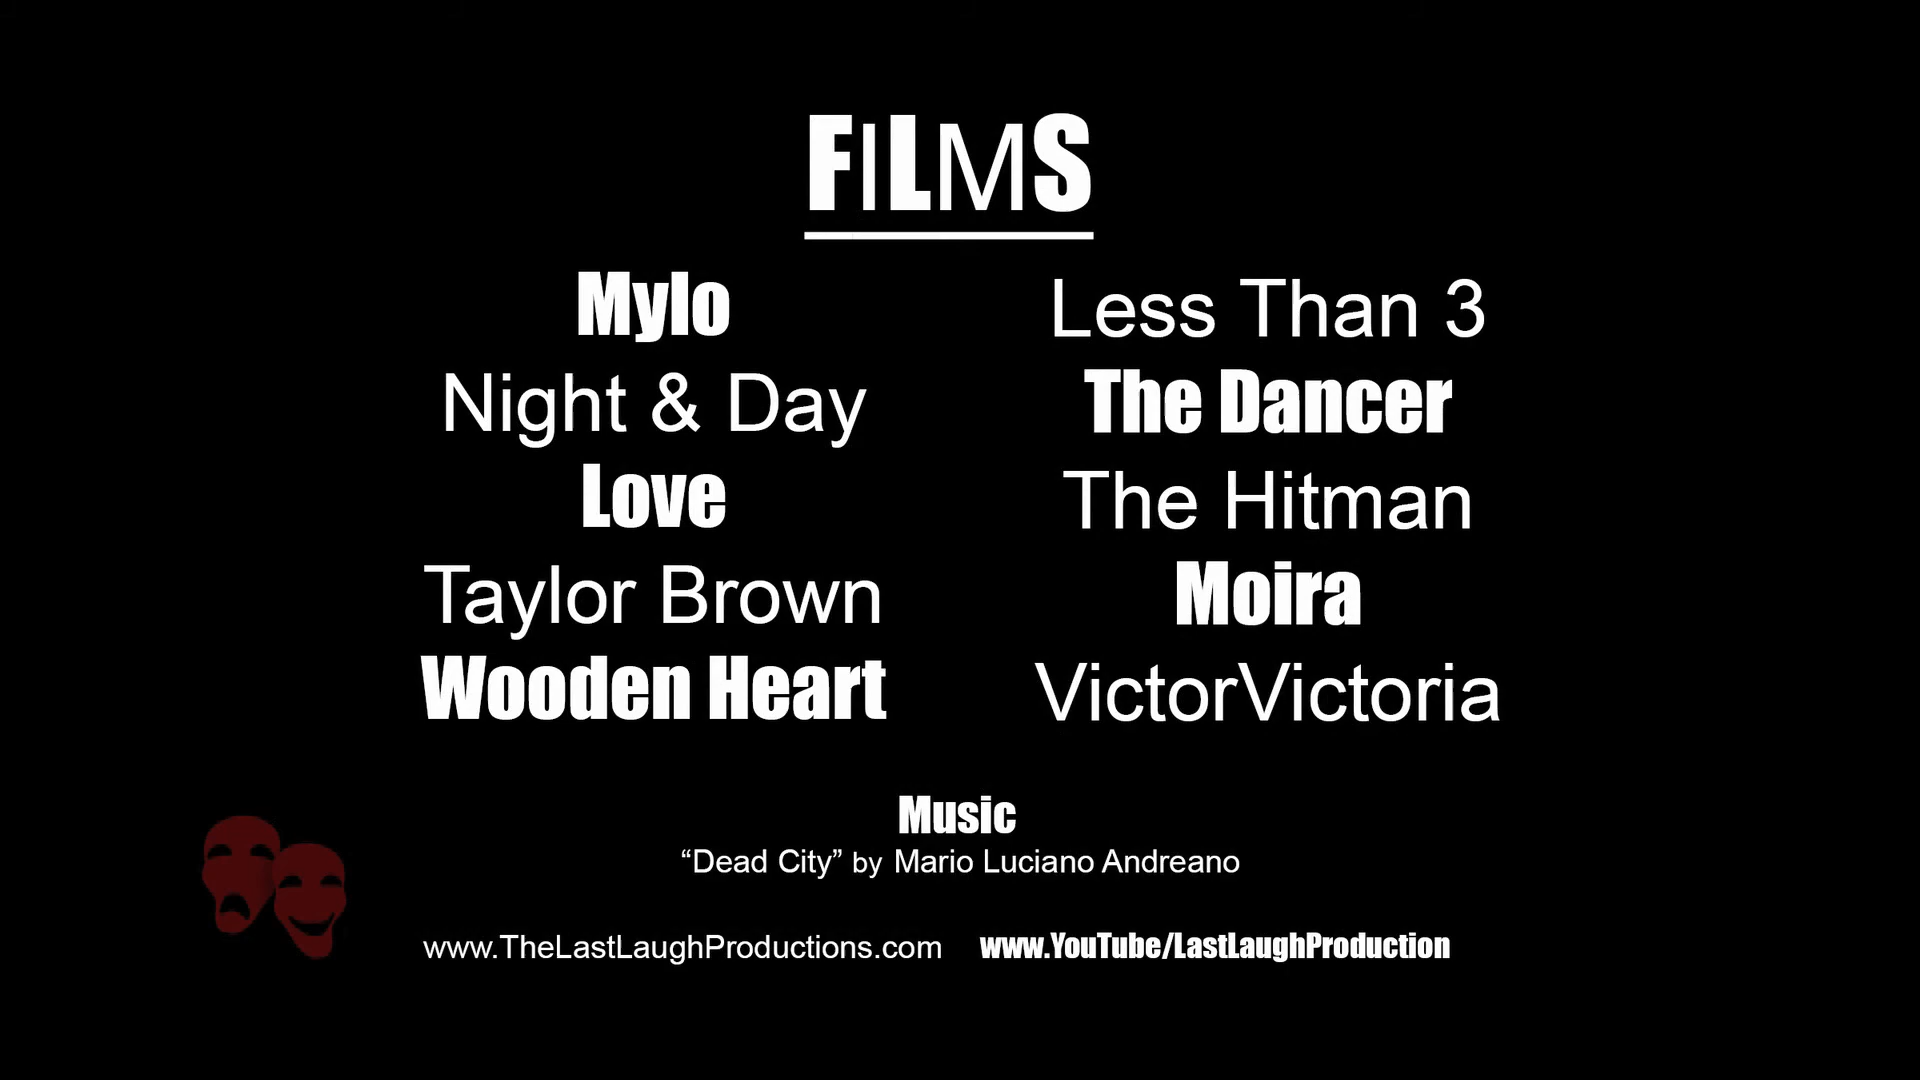 FILMS
Mylo
Night & Day
Love
Taylor Brown
Wooden Heart
Less Than 3
The Dancer
The Hitman
Moira
VictorVictoria
Music
“Dead City” by Mario Luciano Andreano
www.TheLastLaughProductions.com www.YouTube/LastLaughProduction